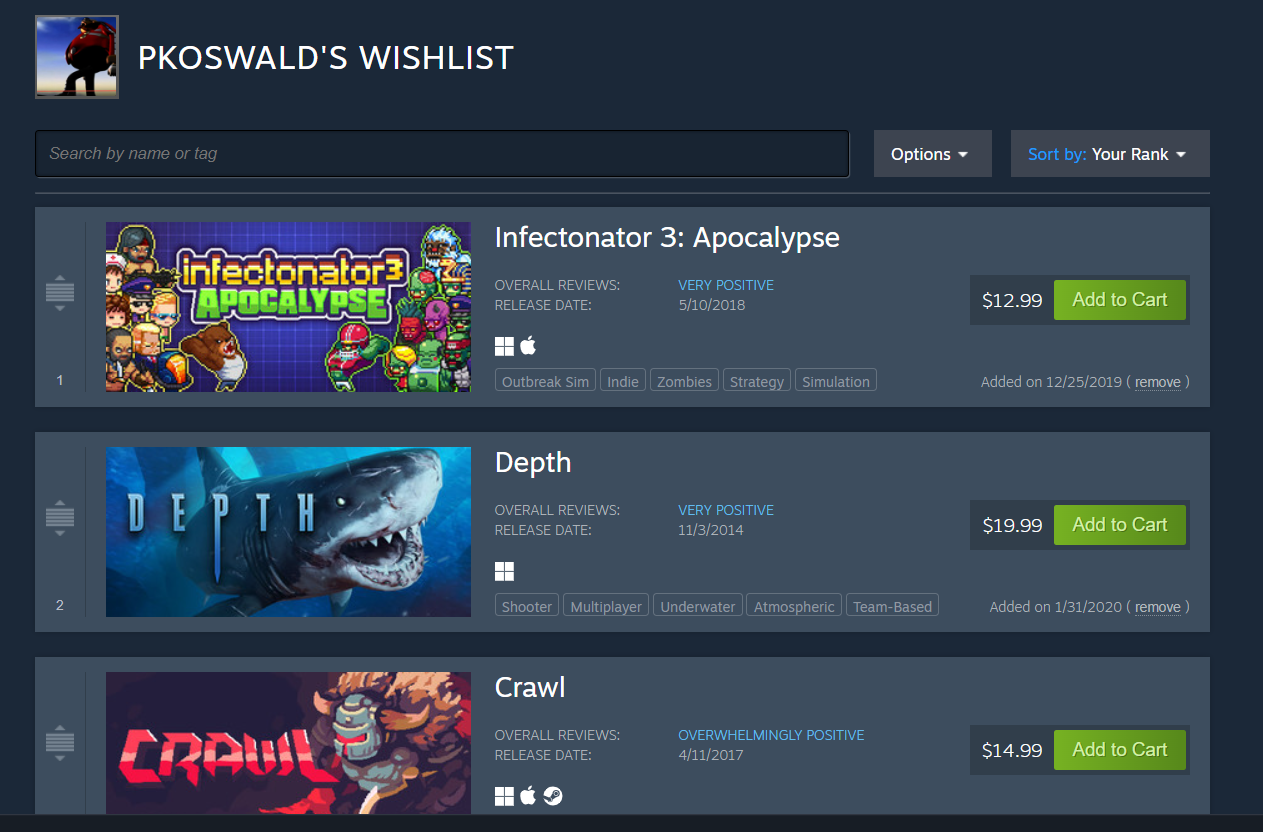 PKOSWALD'S WISHLIST
Search by name or tag
Options
Sort by: Your Rank
infectonator 3
APOCALYPSE
Infectonator 3: Apocalypse
OVERALL REVIEWS: VERY POSITIVE
RELEASE DATE: 5/10/2018
$12.99 Add to Cart
1
Outbreak Sim Indie Zombies Strategy Simulation
Added on 12/25/2019 ( remove )
DEPTH
Depth
OVERALL REVIEWS: VERY POSITIVE
RELEASE DATE: 11/3/2014
$19.99 Add to Cart
2
Shooter Multiplayer Underwater Atmospheric Team-Based
Added on 1/31/2020 ( remove )
CRAWL
Crawl
OVERALL REVIEWS: OVERWHELMINGLY POSITIVE
RELEASE DATE: 4/11/2017
$14.99 Add to Cart